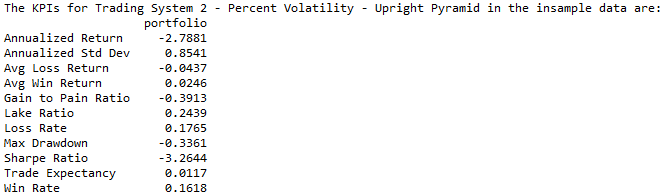 The KPIs for Trading System 2 - Percent Volatility - Upright Pyramid in the insample data are:
portfolio
Annualized Return -2.7881
Annualized Std Dev 0.8541
Avg Loss Return -0.0437
Avg Win Return 0.0246
Gain to Pain Ratio -0.3913
Lake Ratio 0.2439
Loss Rate 0.1765
Max Drawdown -0.3361
Sharpe Ratio -3.2644
Trade Expectancy 0.0117
Win Rate 0.1618